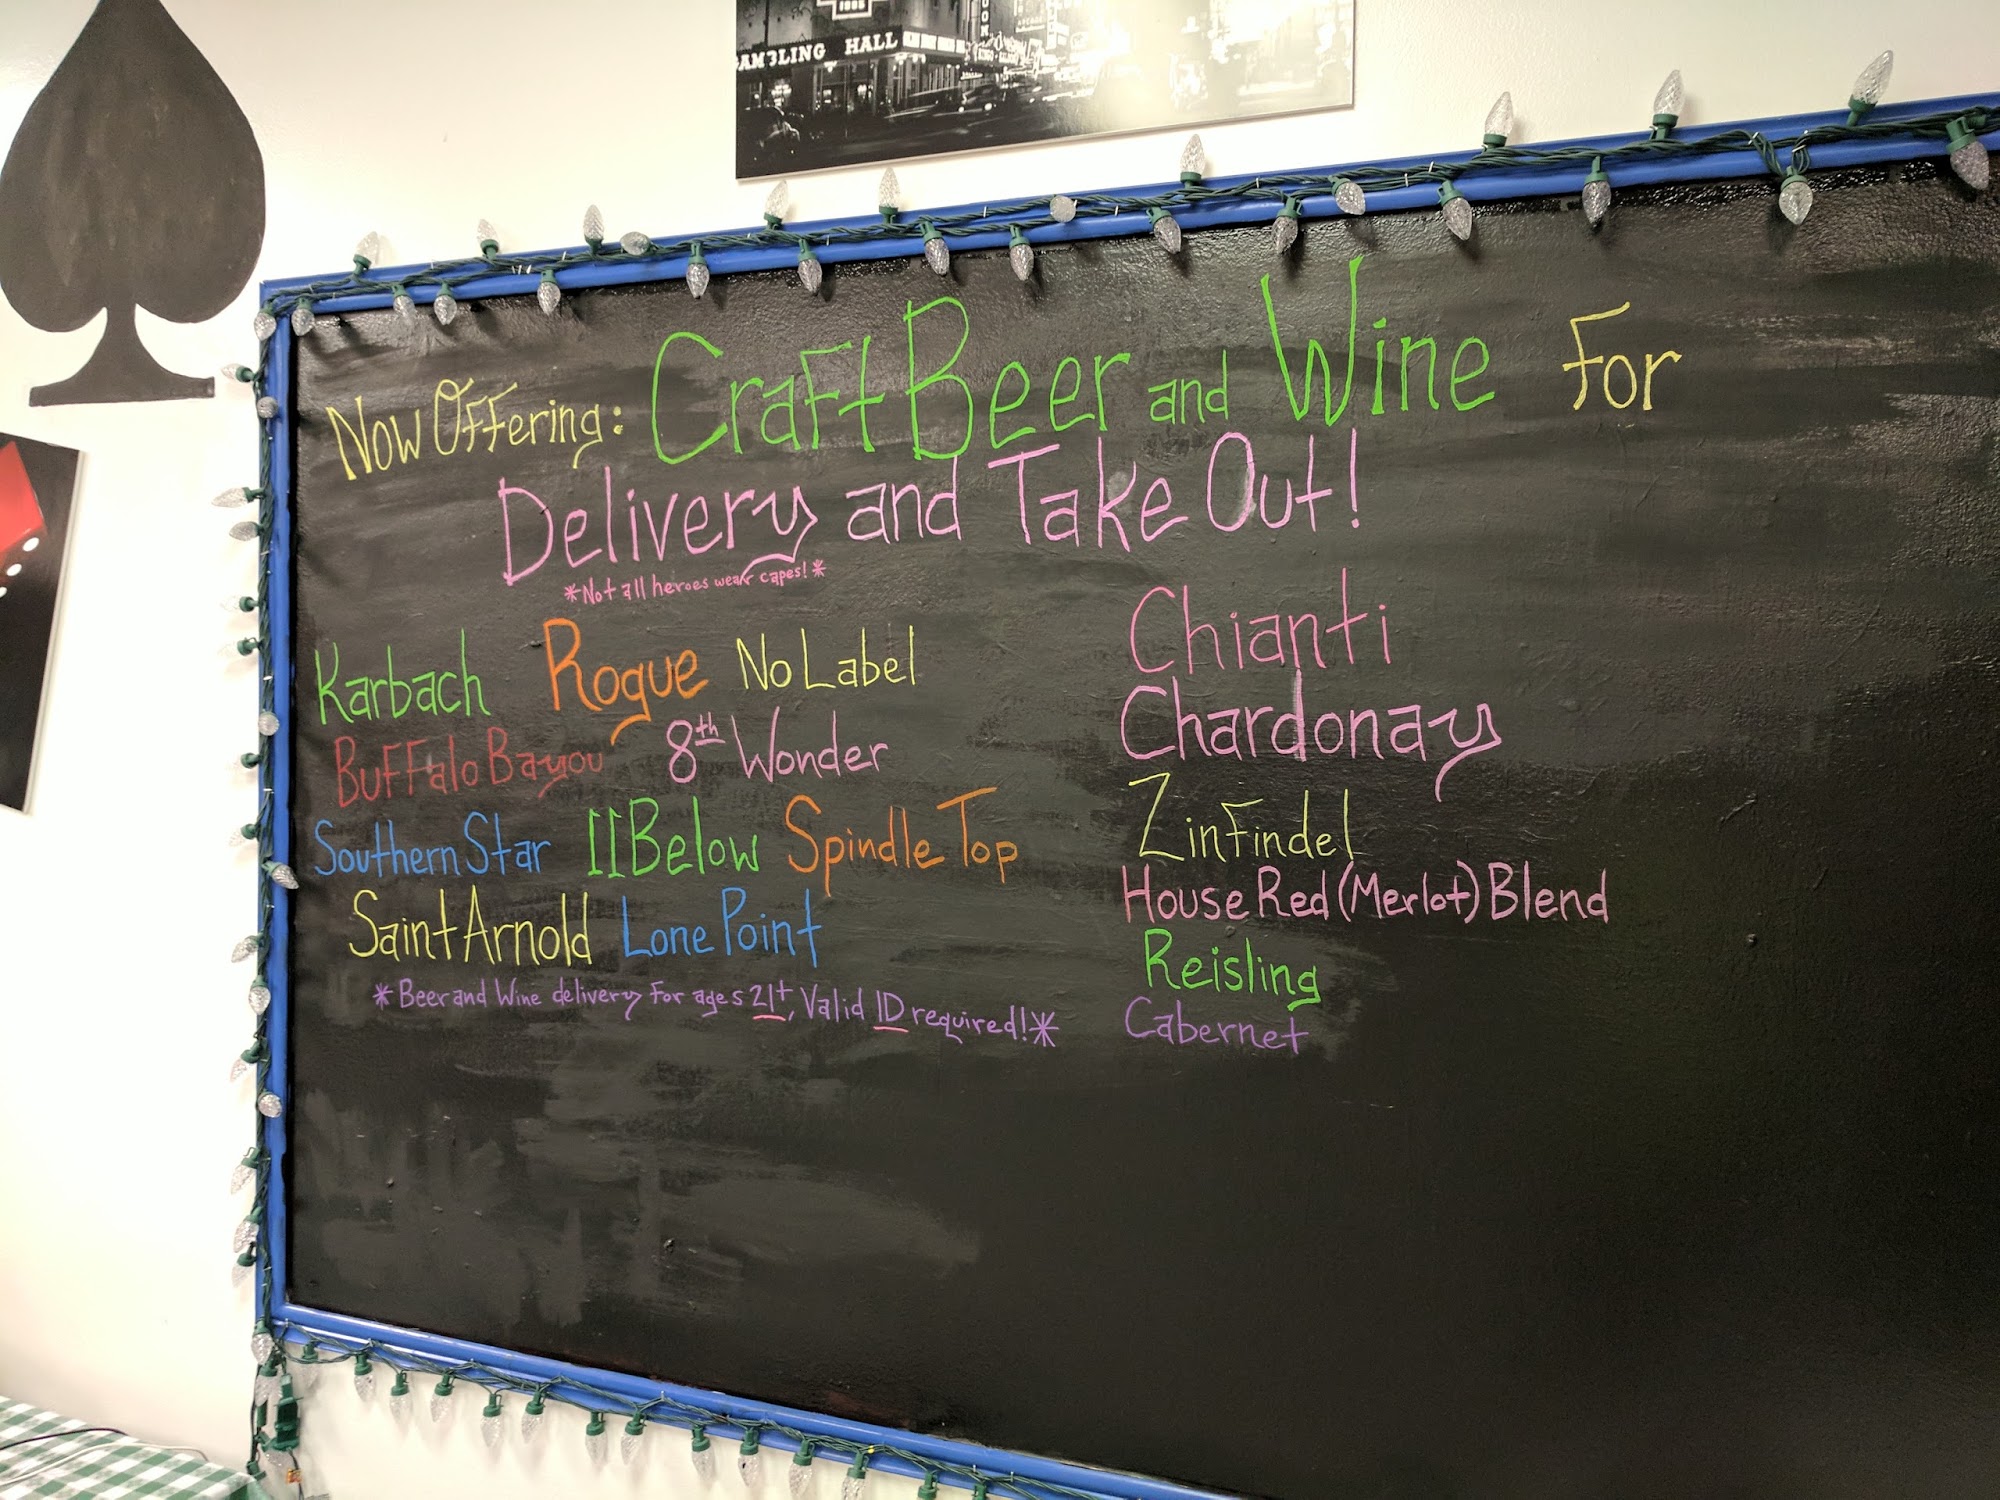 GAMBLING HALL
Now Offering: Craft Beer and Wine For
Delivery and Take Out!
*Not all heroes wear capes!*
Karbach Rogue No Label
Buffalo Bayou 8th Wonder
Southern Star 11Below Spindle Top
Saint Arnold Lone Point
*Beer and Wine delivery For ages 21+, Valid ID required!*
Chianti
Chardonay
Zinfindel
House Red (Merlot) Blend
Reisling
Cabernet